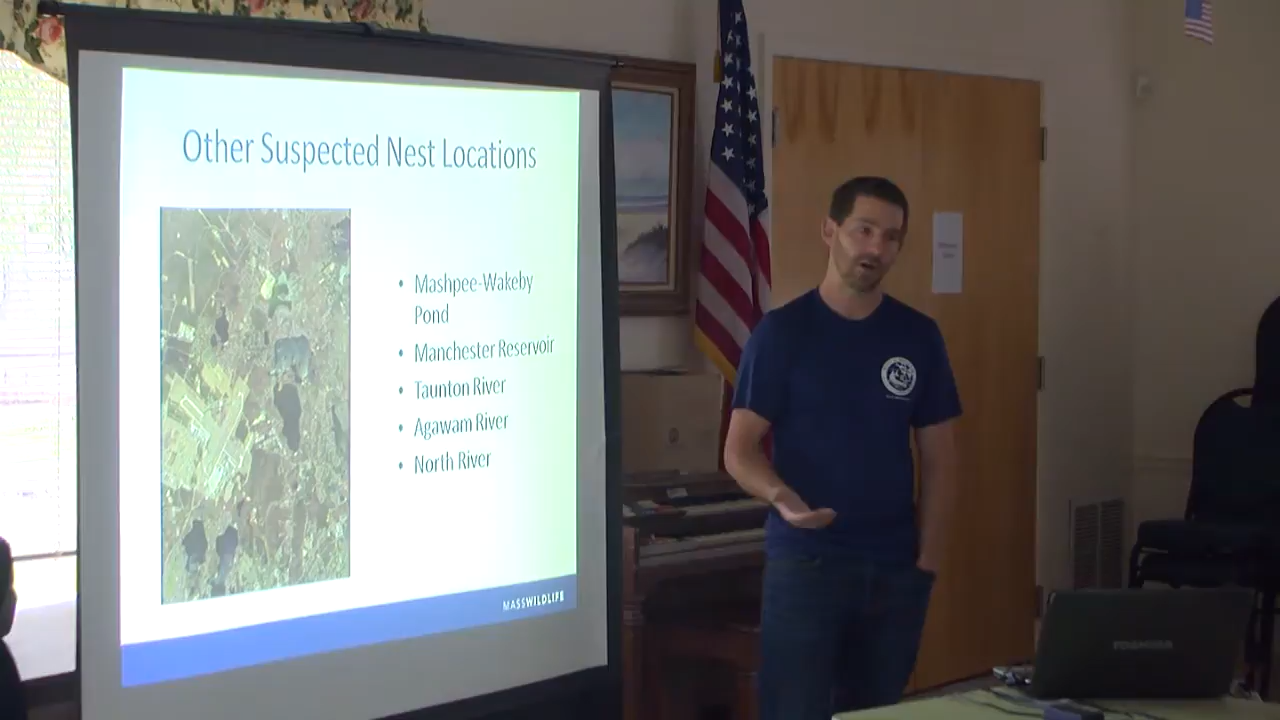 Other Suspected Nest Locations
• Mashpee-Wakeby
Pond
• Manchester Reservoir
• Taunton River
• Agawam River
• North River
MASSWILDLIFE
TOSHIBA